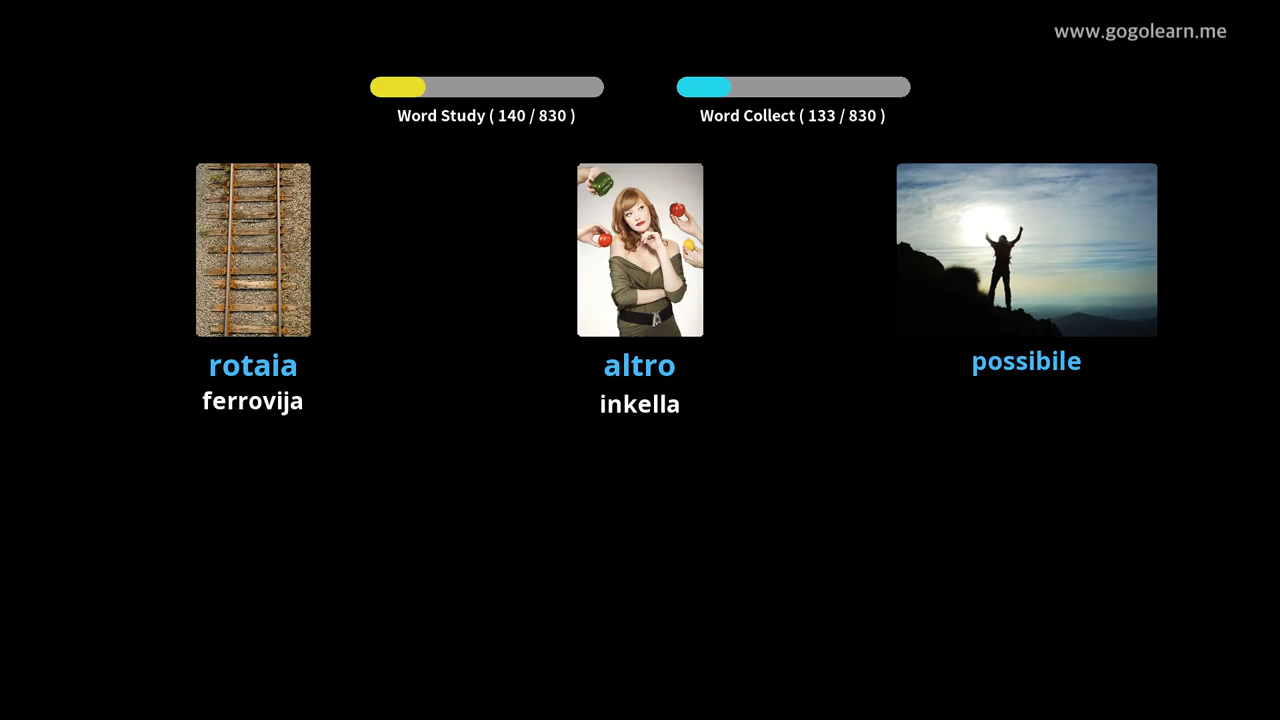 www.gogolearn.me
Word Study ( 140 / 830 )
Word Collect ( 133 / 830 )
rotaia
ferrovija
altro
inkella
possibile